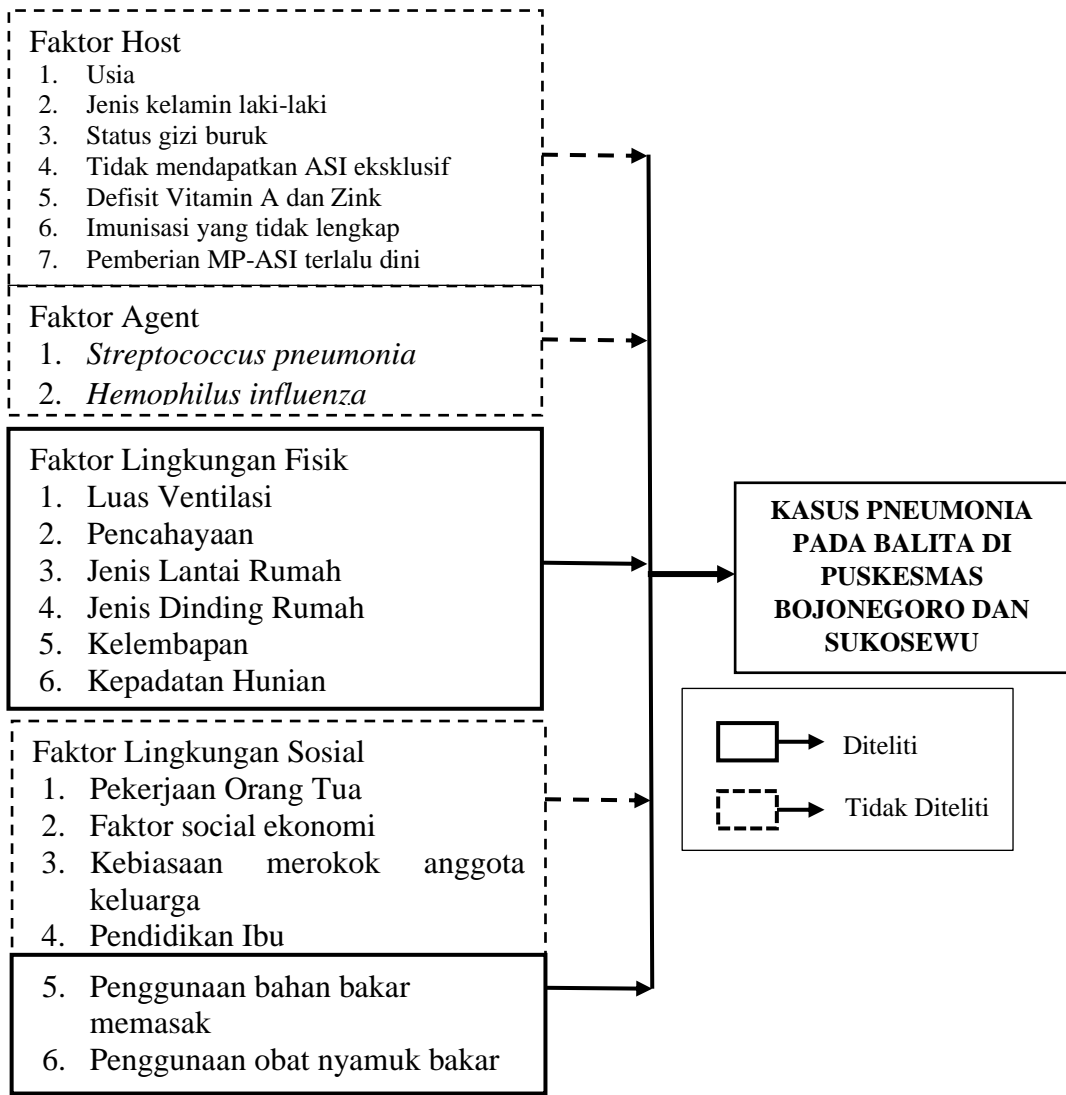 Faktor Host
1. Usia
2. Jenis kelamin laki-laki
3. Status gizi buruk
4. Tidak mendapatkan ASI eksklusif
5. Defisit Vitamin A dan Zink
6. Imunisasi yang tidak lengkap
7. Pemberian MP-ASI terlalu dini
Faktor Agent
1. Streptococcus pneumonia
2. Hemophilus influenza
Faktor Lingkungan Fisik
1. Luas Ventilasi
2. Pencahayaan
3. Jenis Lantai Rumah
4. Jenis Dinding Rumah
5. Kelembapan
6. Kepadatan Hunian
Faktor Lingkungan Sosial
1. Pekerjaan Orang Tua
2. Faktor social ekonomi
3. Kebiasaan merokok anggota
keluarga
4. Pendidikan Ibu
5. Penggunaan bahan bakar
memasak
6. Penggunaan obat nyamuk bakar
KASUS PNEUMONIA
PADA BALITA DI
PUSKESMAS
BOJONEGORO DAN
SUKOSEWU
Diteliti
Tidak Diteliti